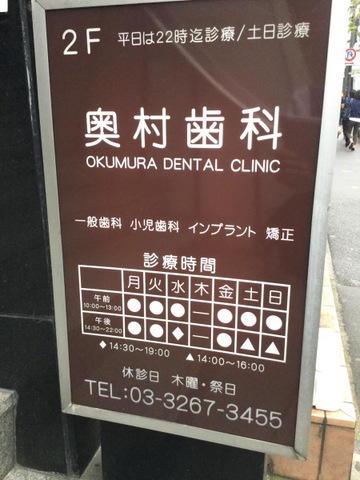 2F 平日は22時迄診療/土日診療
奥村歯科
OKUMURA DENTAL CLINIC
一般歯科 小児歯科 インプラント 矯正
診療時間
月 火 水 木 金 土 日
午前 10:00〜13:00 ● ● ● — ● ● ●
午後 14:30〜22:00 ● ● ◆ — ● ▲ ▲
◆14:30〜19:00 ▲14:00〜16:00
休診日 木曜・祭日
TEL:03-3267-3455